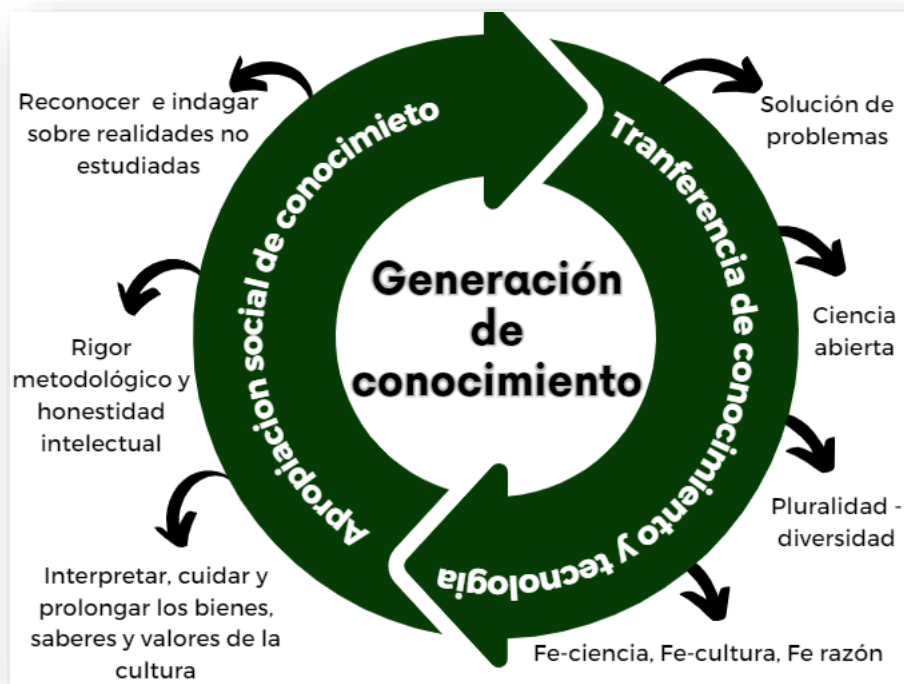 Reconocer e indagar
sobre realidades no
estudiadas
Rigor
metodológico y
honestidad
intelectual
Interpretar, cuidar y
prolongar los bienes,
saberes y valores de la
cultura
Apropiacion social de conocimieto
Generación
de
conocimiento
Tranferencia de conocimiento y tecnologia
Solución de
problemas
Ciencia
abierta
Pluralidad -
diversidad
Fe-ciencia, Fe-cultura, Fe razón